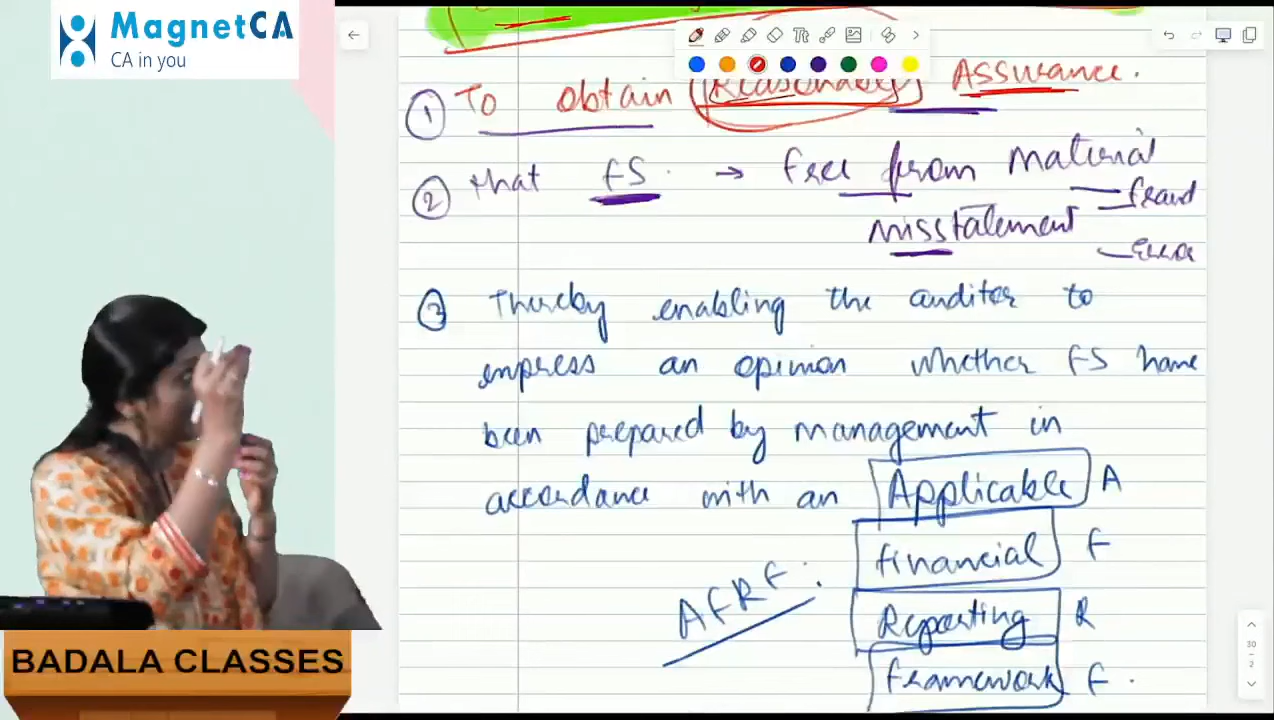 MagnetCA
CA in you
① To obtain Reasonable Assurance.
② that FS. → free from Material
fraud
misstatement
Error
③ Thereby enabling the auditor to
express an opinion whether FS have
been prepared by management in
accordance with an Applicable A
financial F
AFRF:
Reporting R
framework F.
30
2
BADALA CLASSES